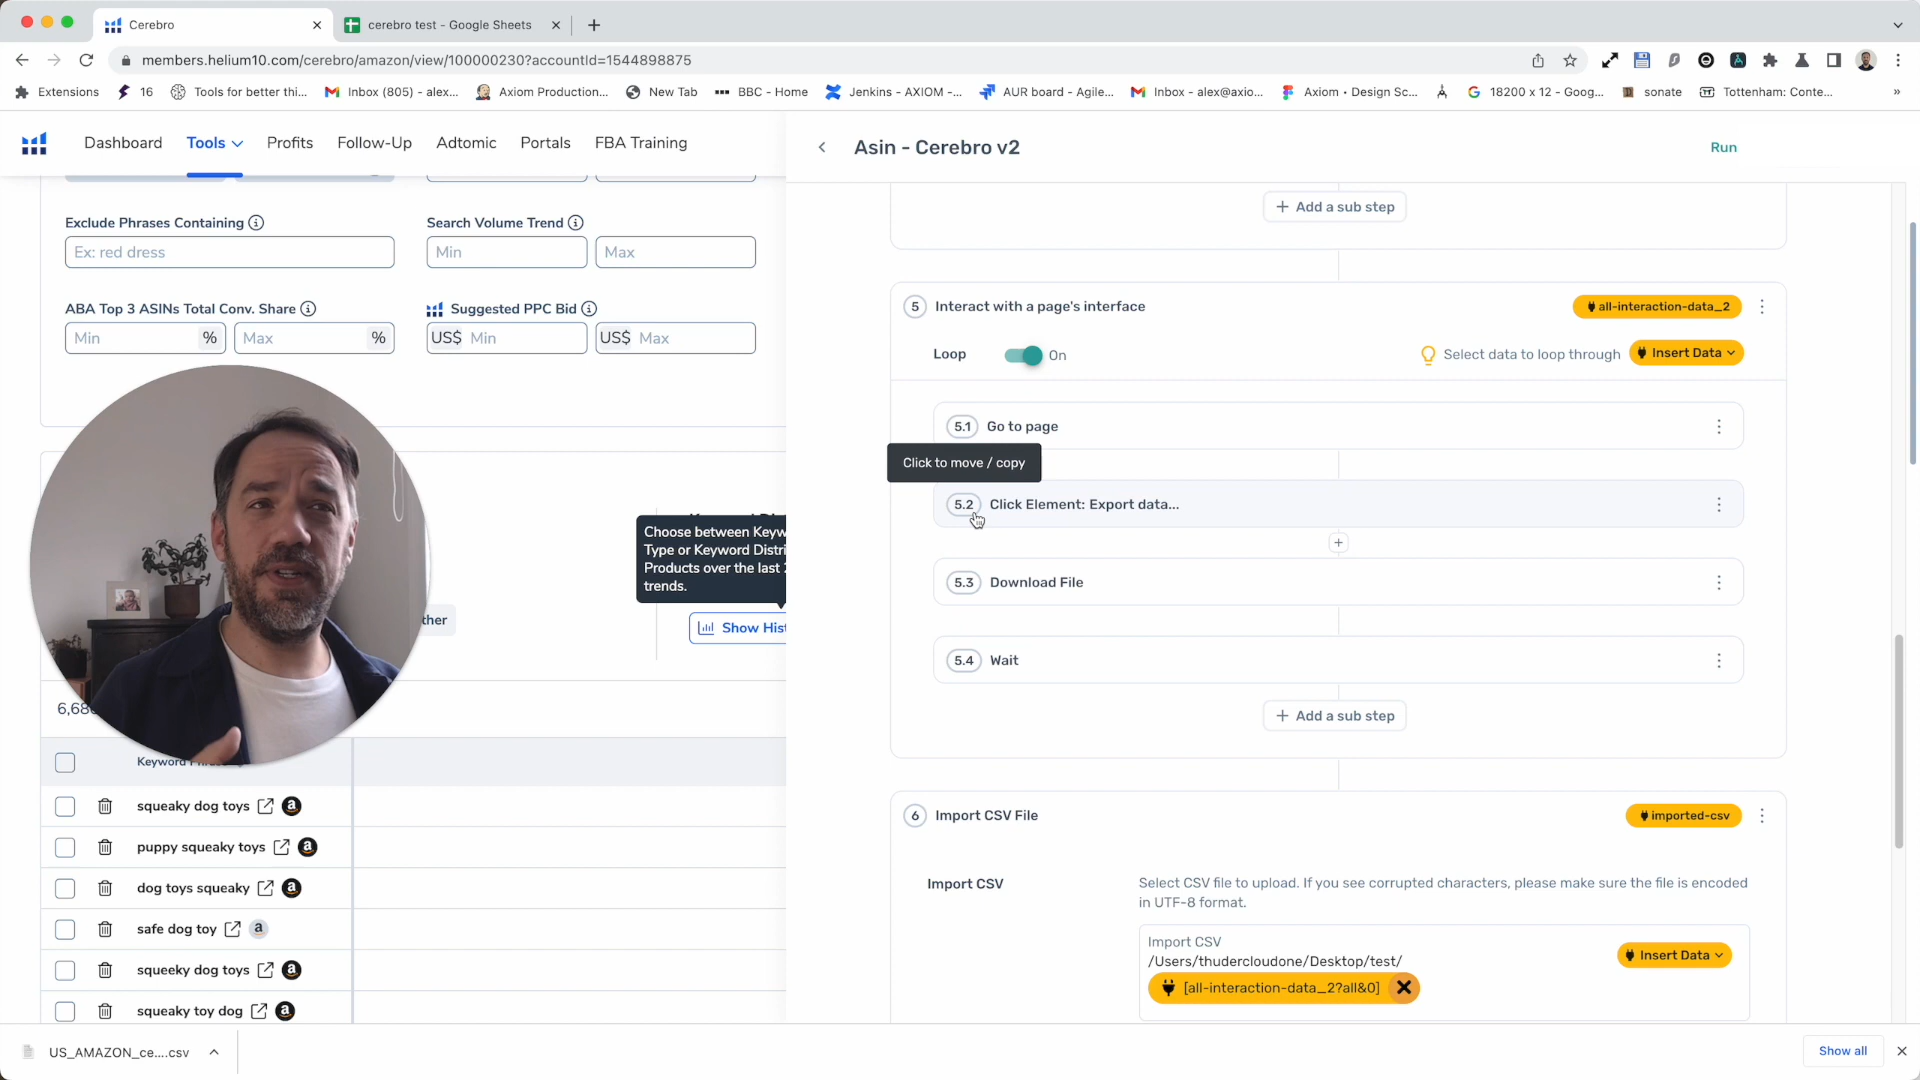 Cerebro
cerebro test - Google Sheets
members.helium10.com/cerebro/amazon/view/100000230?accountId=1544898875
Extensions
16
Tools for better thi...
Inbox (805) - alex...
Axiom Production...
New Tab
BBC - Home
Jenkins - AXIOM -...
AUR board - Agile...
Inbox - alex@axio...
Axiom • Design Sc...
18200 x 12 - Goog...
sonate
Tottenham: Conte...
»
Dashboard
Tools
Profits
Follow-Up
Adtomic
Portals
FBA Training
Asin - Cerebro v2
Run
Exclude Phrases Containing
Ex: red dress
Search Volume Trend
Min
Max
ABA Top 3 ASINs Total Conv. Share
Min
%
Max
%
Suggested PPC Bid
US$ Min
US$ Max
Choose between Keyw
Type or Keyword Distri
Products over the last 2
trends.
ther
Show Hist
Keyword
squeaky dog toys
puppy squeaky toys
dog toys squeaky
safe dog toy
squeeky dog toys
squeaky toy dog
+ Add a sub step
5 Interact with a page's interface
all-interaction-data_2
Loop
On
Select data to loop through
Insert Data
5.1 Go to page
Click to move / copy
5.2 Click Element: Export data...
5.3 Download File
5.4 Wait
+ Add a sub step
6 Import CSV File
imported-csv
Import CSV
Select CSV file to upload. If you see corrupted characters, please make sure the file is encoded
in UTF-8 format.
Import CSV
/Users/thudercloudone/Desktop/test/
Insert Data
[all-interaction-data_2?all&0]
US_AMAZON_ce....csv
Show all